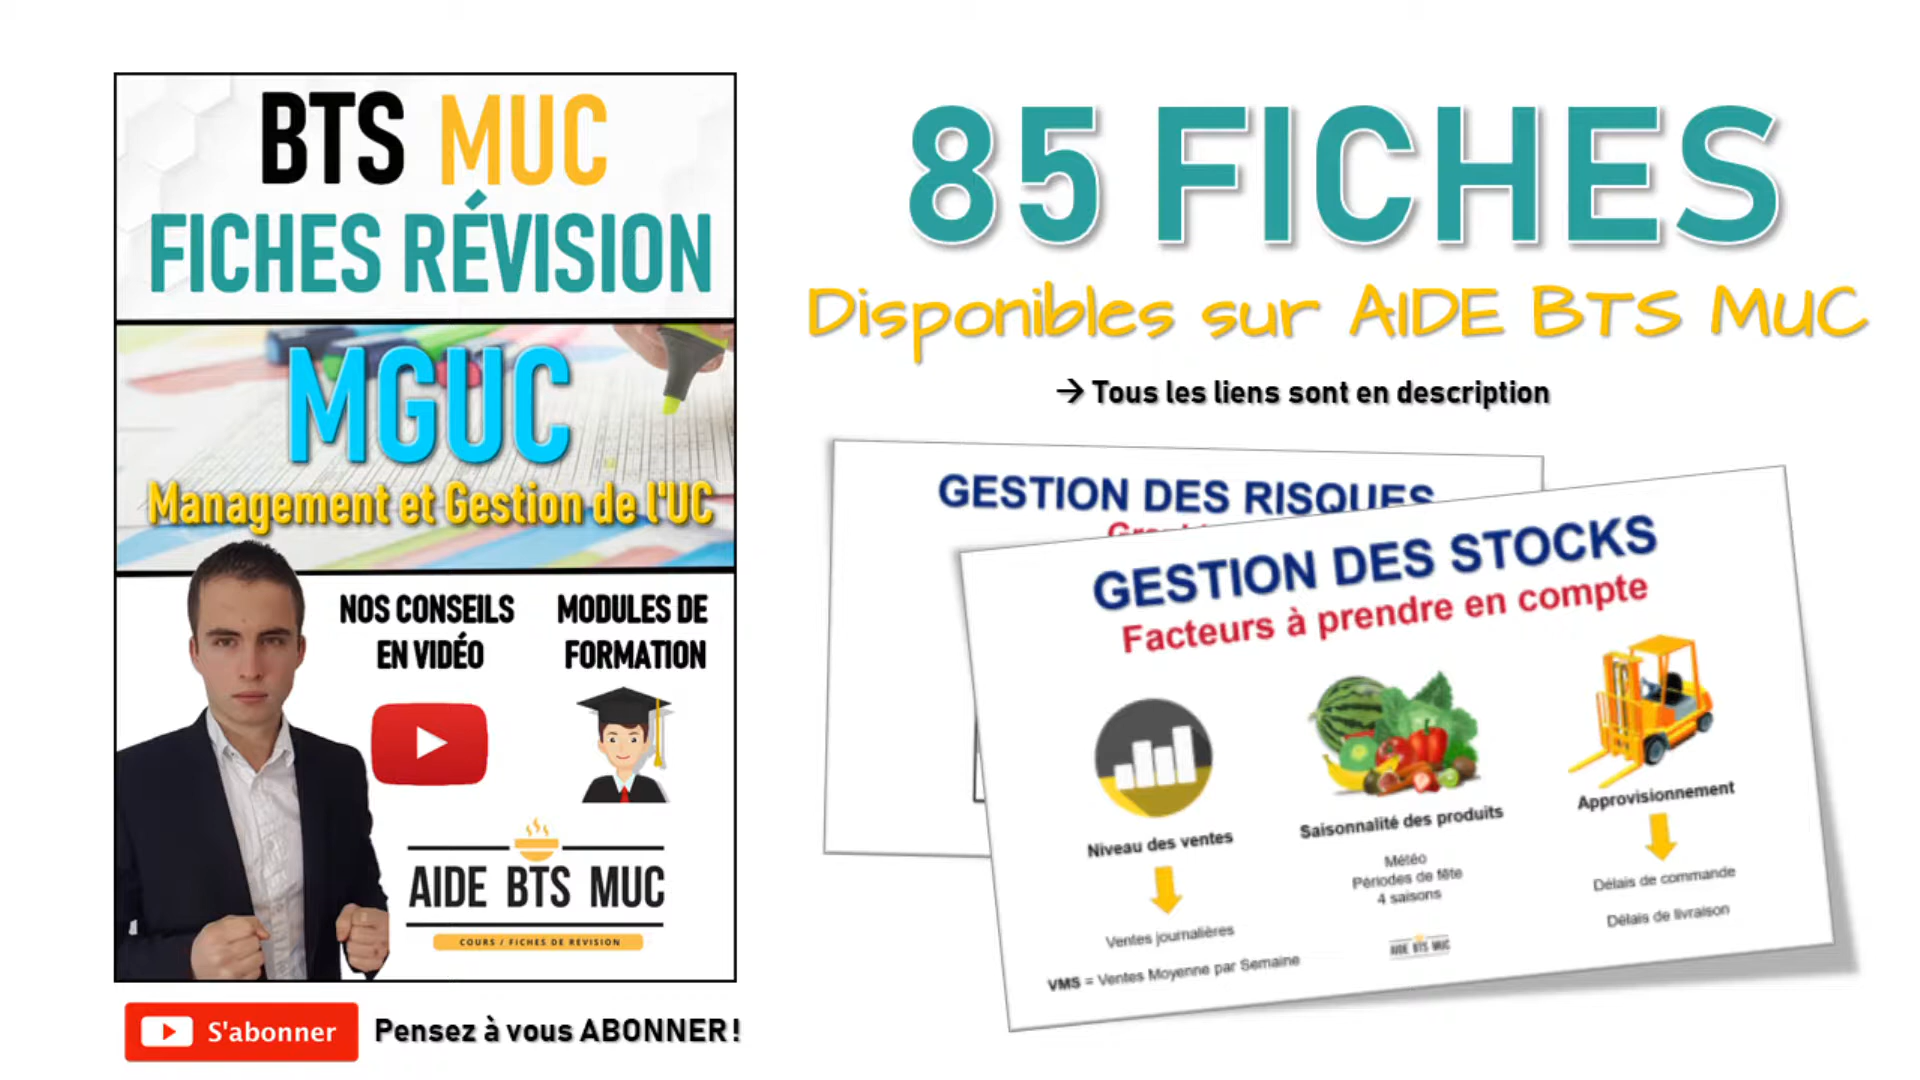 BTS MUC
FICHES RÉVISION
MGUC
Management et Gestion de l'UC
NOS CONSEILS
EN VIDÉO
MODULES DE
FORMATION
AIDE BTS MUC
COURS / FICHES DE REVISION
S'abonner
Pensez à vous ABONNER !
85 FICHES
Disponibles sur AIDE BTS MUC
→ Tous les liens sont en description
GESTION DES RISQUES
GESTION DES STOCKS
Facteurs à prendre en compte
Niveau des ventes
Ventes journalières
VMS = Ventes Moyenne par Semaine
Saisonnalité des produits
Météo
Périodes de fête
4 saisons
AIDE BTS MUC
Approvisionnement
Délais de commande
Délais de livraison